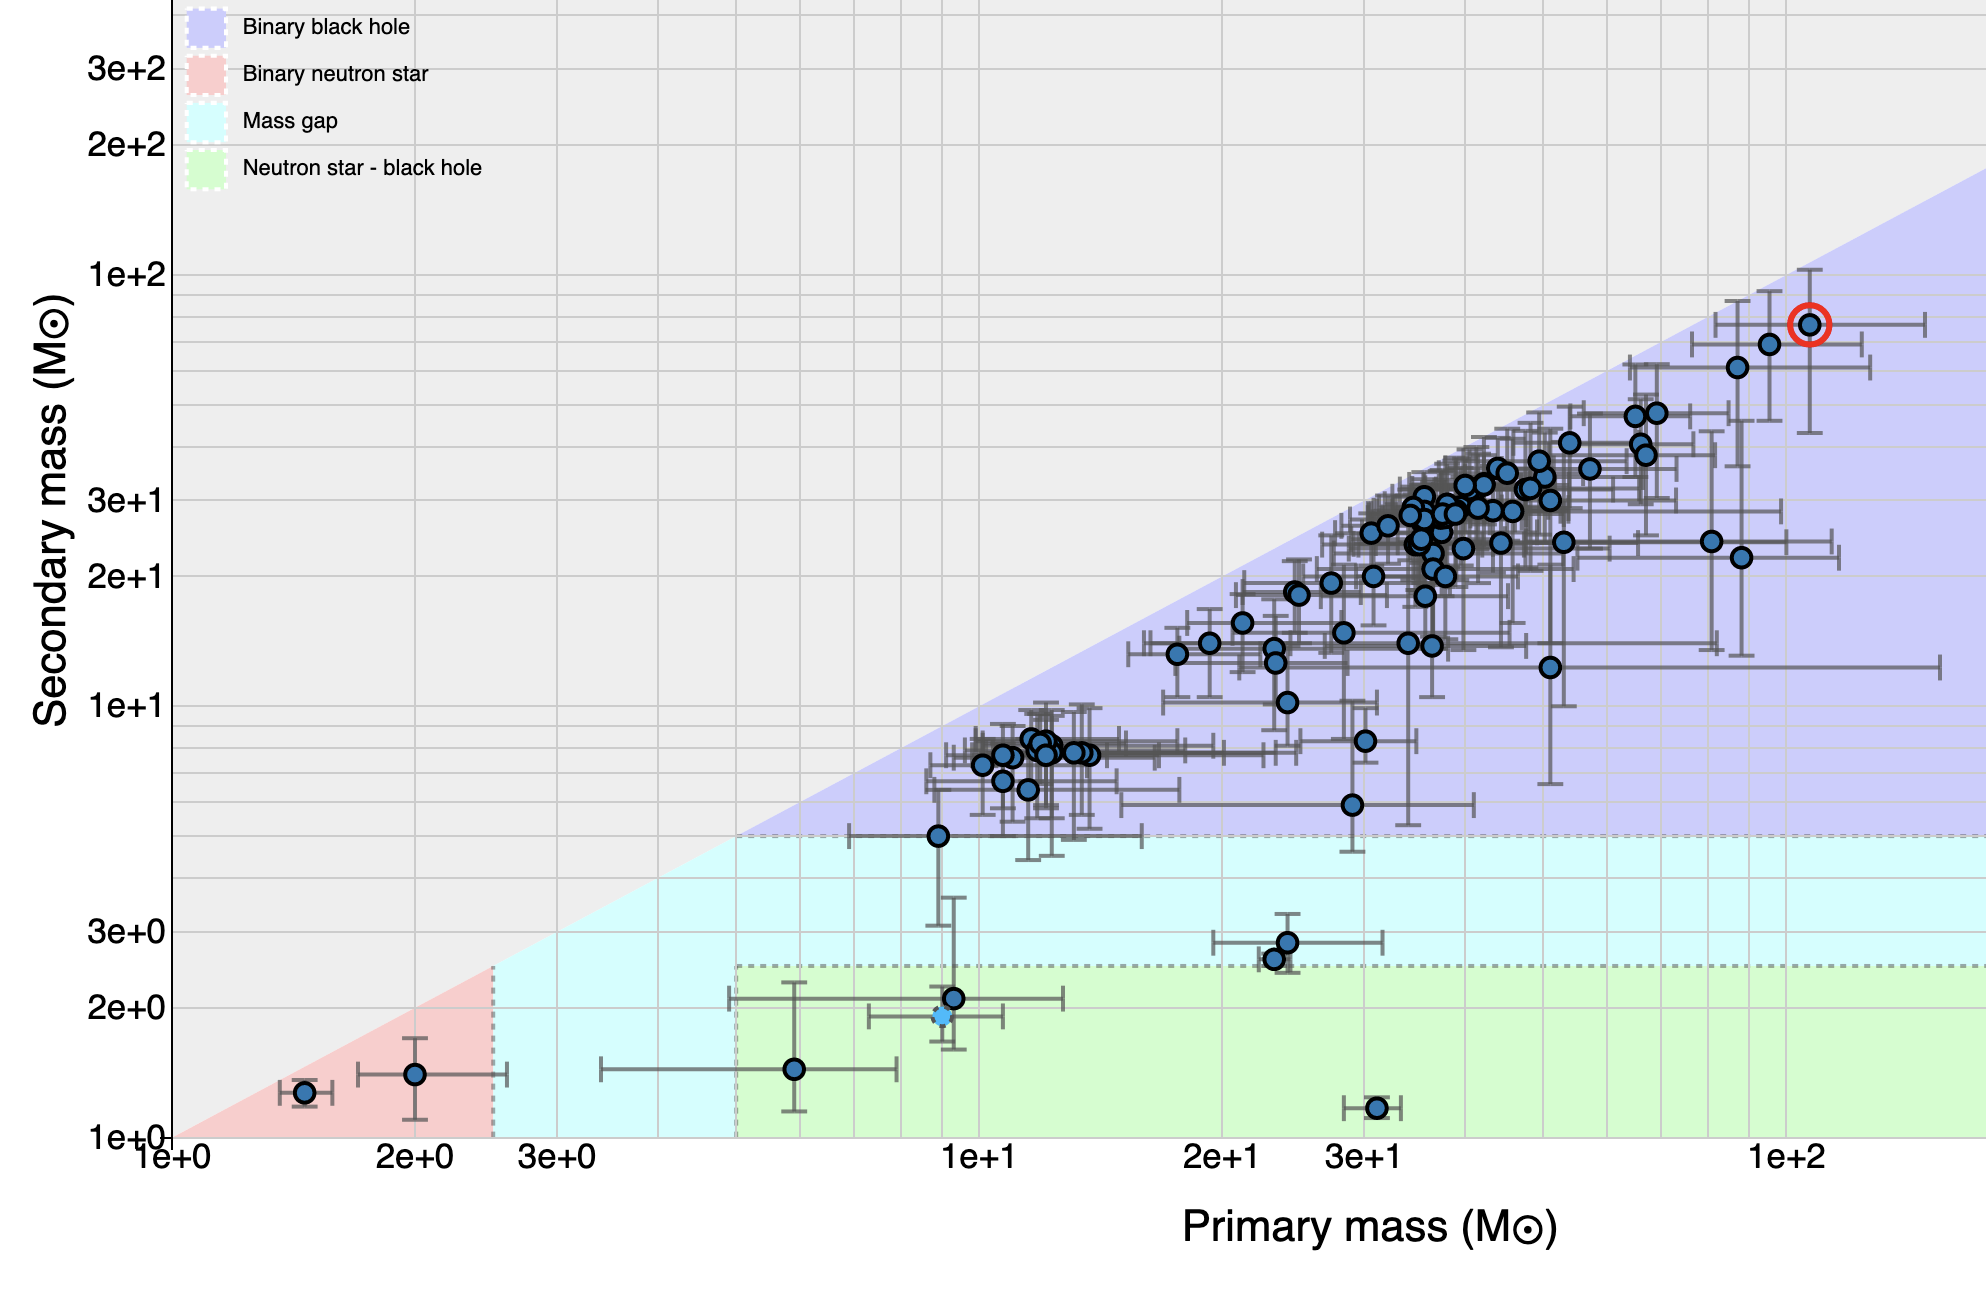 Binary black hole
Binary neutron star
Mass gap
Neutron star - black hole
3e+2
2e+2
1e+2
3e+1
2e+1
1e+1
3e+0
2e+0
1e+0
Secondary mass (M⊙)
1e+0 2e+0 3e+0 1e+1 2e+1 3e+1 1e+2
Primary mass (M⊙)